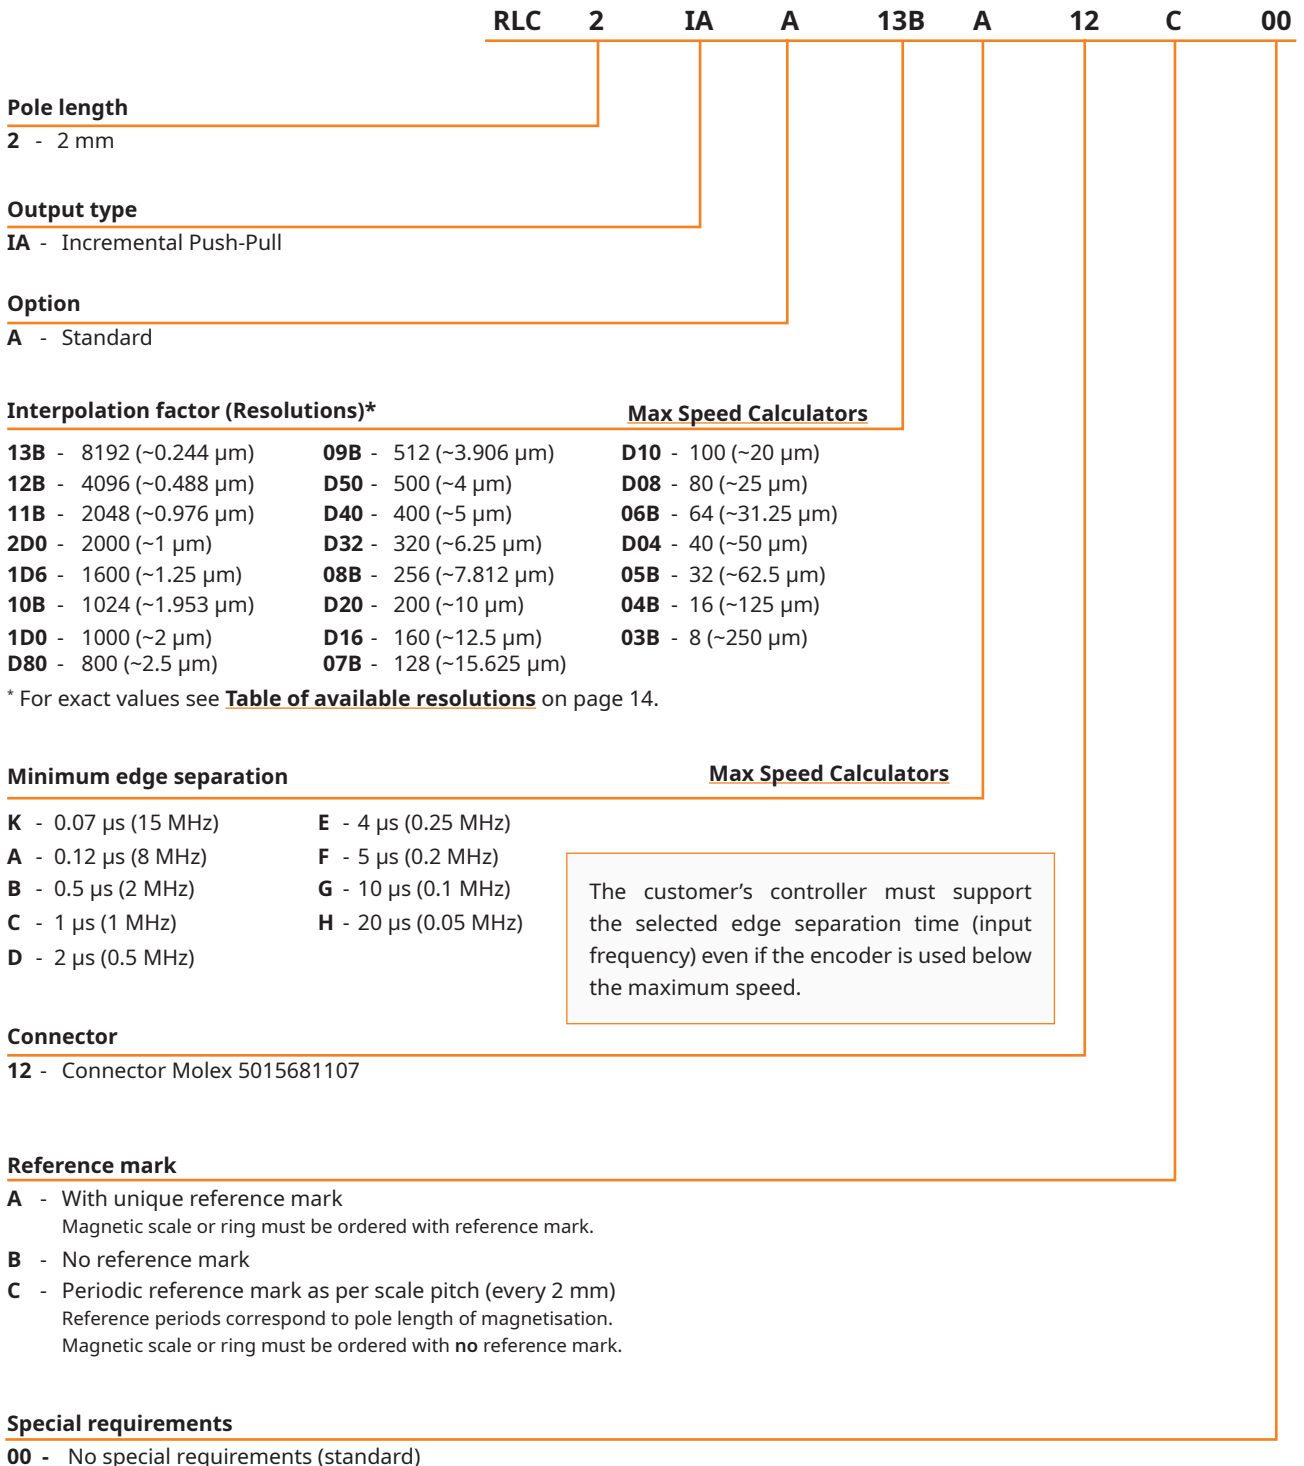 RLC 2 IA A 13B A 12 C 00
Pole length
2 - 2 mm
Output type
IA - Incremental Push-Pull
Option
A - Standard
Interpolation factor (Resolutions)* Max Speed Calculators
13B - 8192 (~0.244 µm) 09B - 512 (~3.906 µm) D10 - 100 (~20 µm)
12B - 4096 (~0.488 µm) D50 - 500 (~4 µm) D08 - 80 (~25 µm)
11B - 2048 (~0.976 µm) D40 - 400 (~5 µm) 06B - 64 (~31.25 µm)
2D0 - 2000 (~1 µm) D32 - 320 (~6.25 µm) D04 - 40 (~50 µm)
1D6 - 1600 (~1.25 µm) 08B - 256 (~7.812 µm) 05B - 32 (~62.5 µm)
10B - 1024 (~1.953 µm) D20 - 200 (~10 µm) 04B - 16 (~125 µm)
1D0 - 1000 (~2 µm) D16 - 160 (~12.5 µm) 03B - 8 (~250 µm)
D80 - 800 (~2.5 µm) 07B - 128 (~15.625 µm)
* For exact values see Table of available resolutions on page 14.
Minimum edge separation Max Speed Calculators
K - 0.07 µs (15 MHz) E - 4 µs (0.25 MHz)
A - 0.12 µs (8 MHz) F - 5 µs (0.2 MHz)
B - 0.5 µs (2 MHz) G - 10 µs (0.1 MHz)
C - 1 µs (1 MHz) H - 20 µs (0.05 MHz)
D - 2 µs (0.5 MHz)
The customer’s controller must support
the selected edge separation time (input
frequency) even if the encoder is used below
the maximum speed.
Connector
12 - Connector Molex 5015681107
Reference mark
A - With unique reference mark
Magnetic scale or ring must be ordered with reference mark.
B - No reference mark
C - Periodic reference mark as per scale pitch (every 2 mm)
Reference periods correspond to pole length of magnetisation.
Magnetic scale or ring must be ordered with no reference mark.
Special requirements
00 - No special requirements (standard)